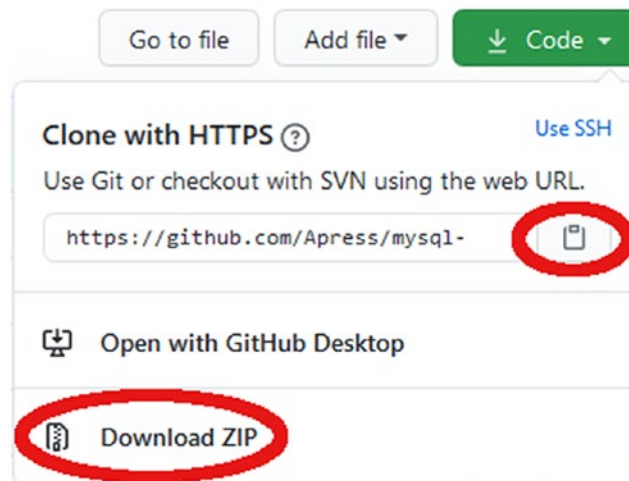 Go to file Add file Code
Clone with HTTPS ? Use SSH
Use Git or checkout with SVN using the web URL.
https://github.com/Apress/mysql-
Open with GitHub Desktop
Download ZIP